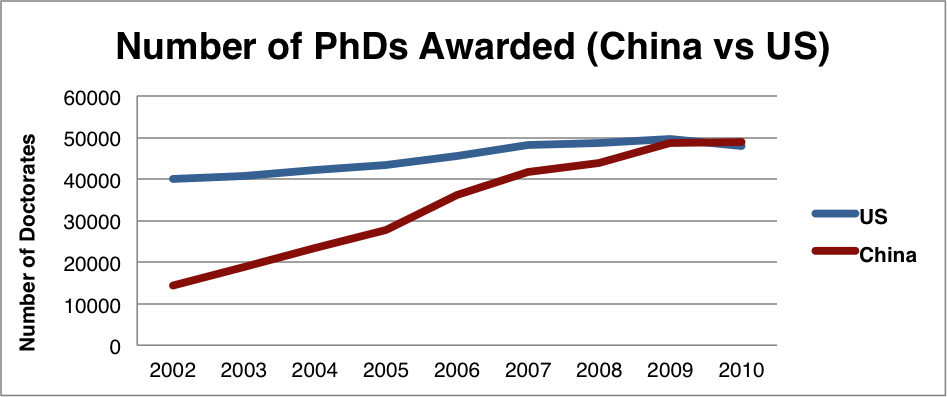 Number of PhDs Awarded (China vs US)
Number of Doctorates
60000
50000
40000
30000
20000
10000
0
2002 2003 2004 2005 2006 2007 2008 2009 2010
US
China